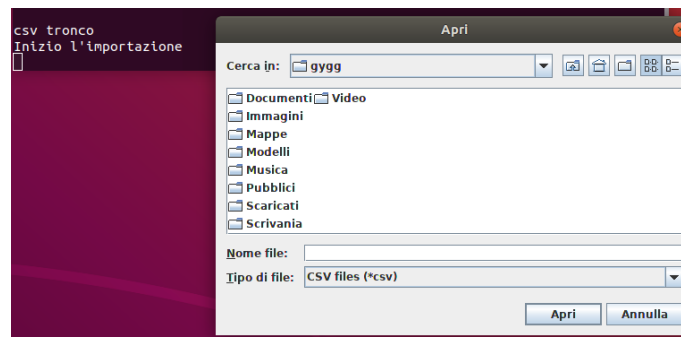 csv tronco
Inizio l'importazione
Apri
Cerca in: gygg
Documenti Video
Immagini
Mappe
Modelli
Musica
Pubblici
Scaricati
Scrivania
Nome file:
Tipo di file: CSV files (*csv)
Apri Annulla